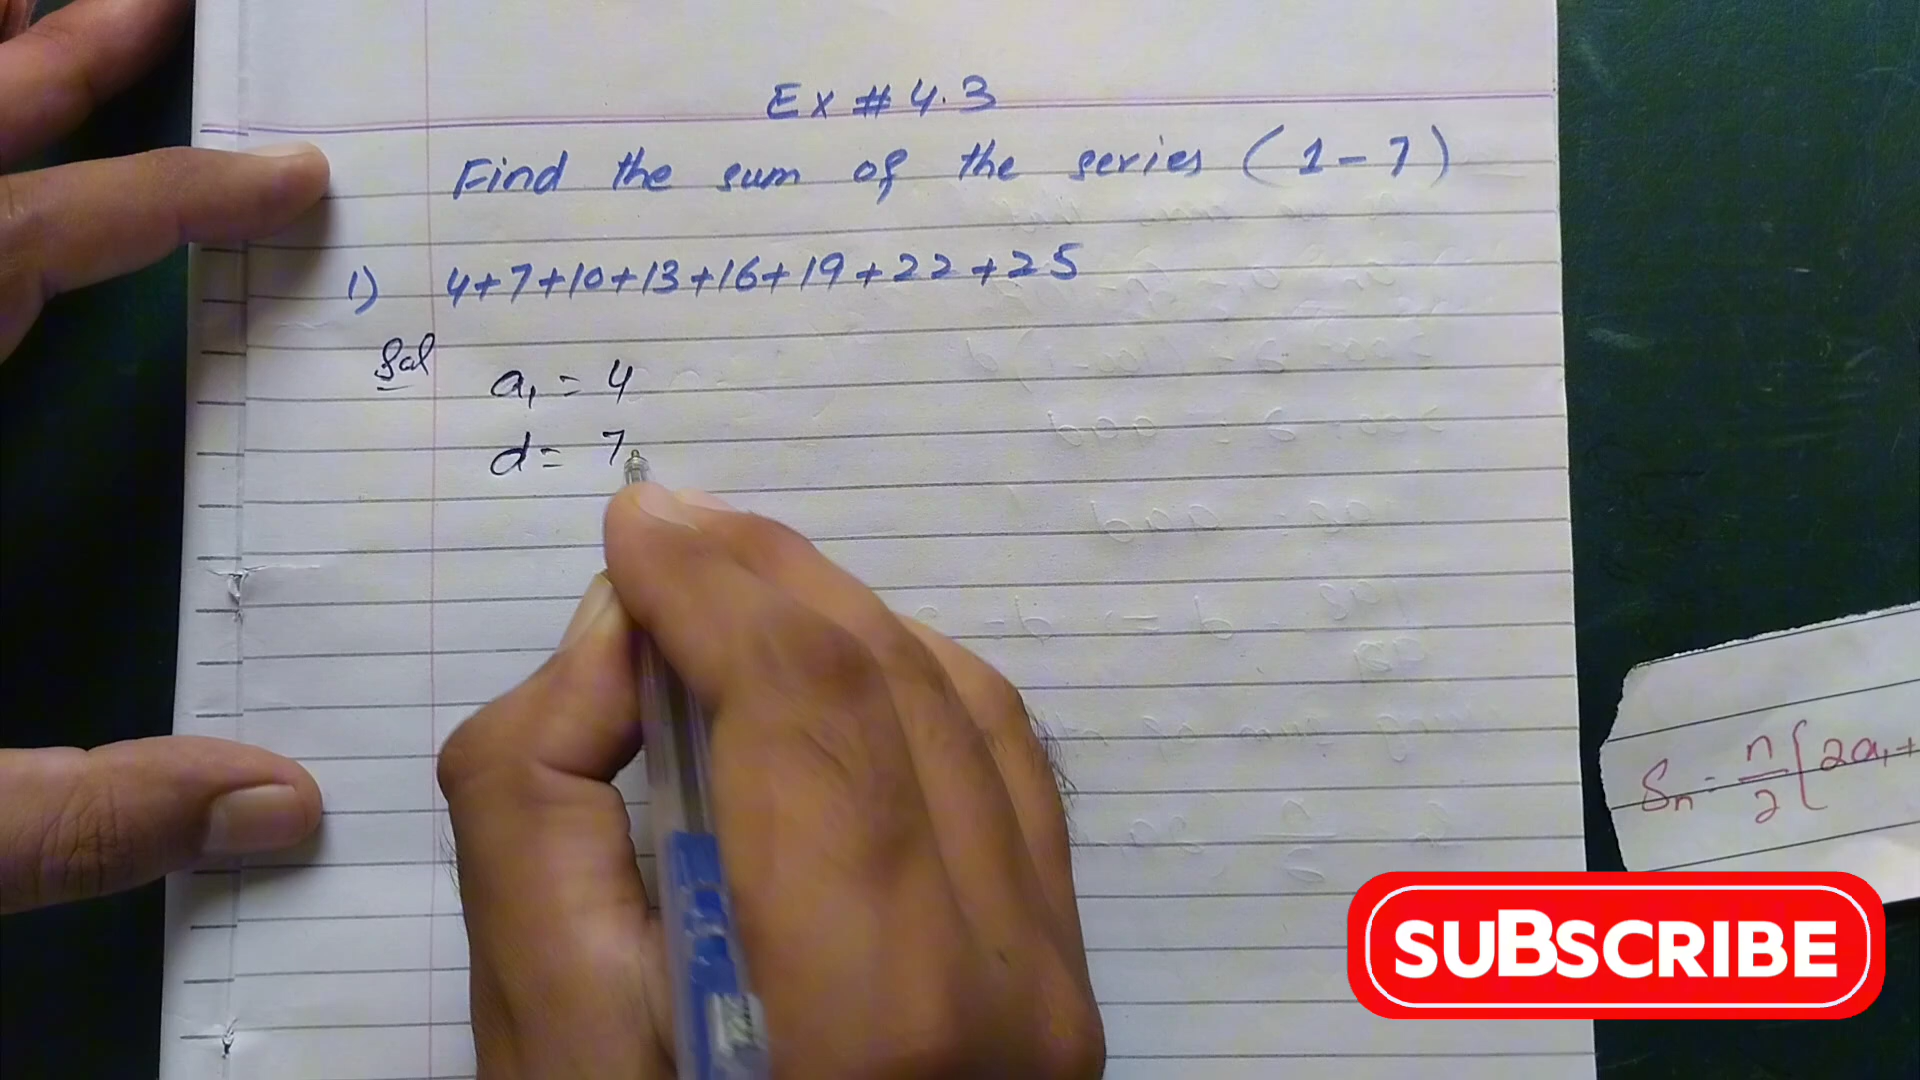 Ex # 4.3
Find the sum of the series (1-7)
1) 4+7+10+13+16+19+22+25
Sol
a₁ = 4
d = 7
Sₙ = n/2 [2a₁+
SUBSCRIBE